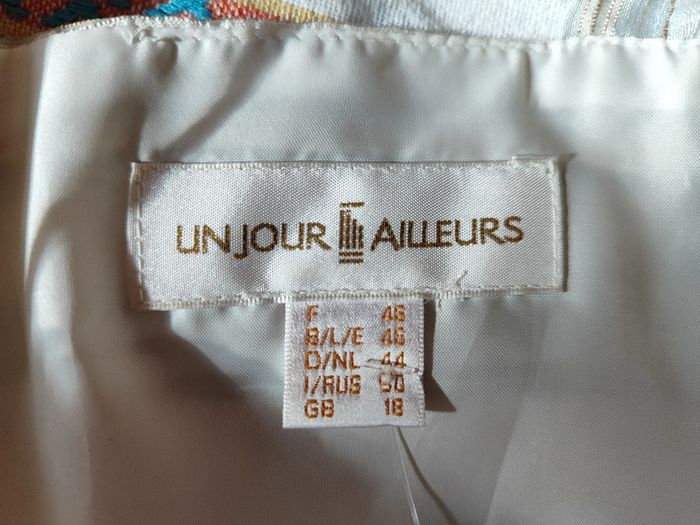 UN JOUR AILLEURS
F 46
B/L/E 46
D/NL 44
I/RUS 50
GB 18